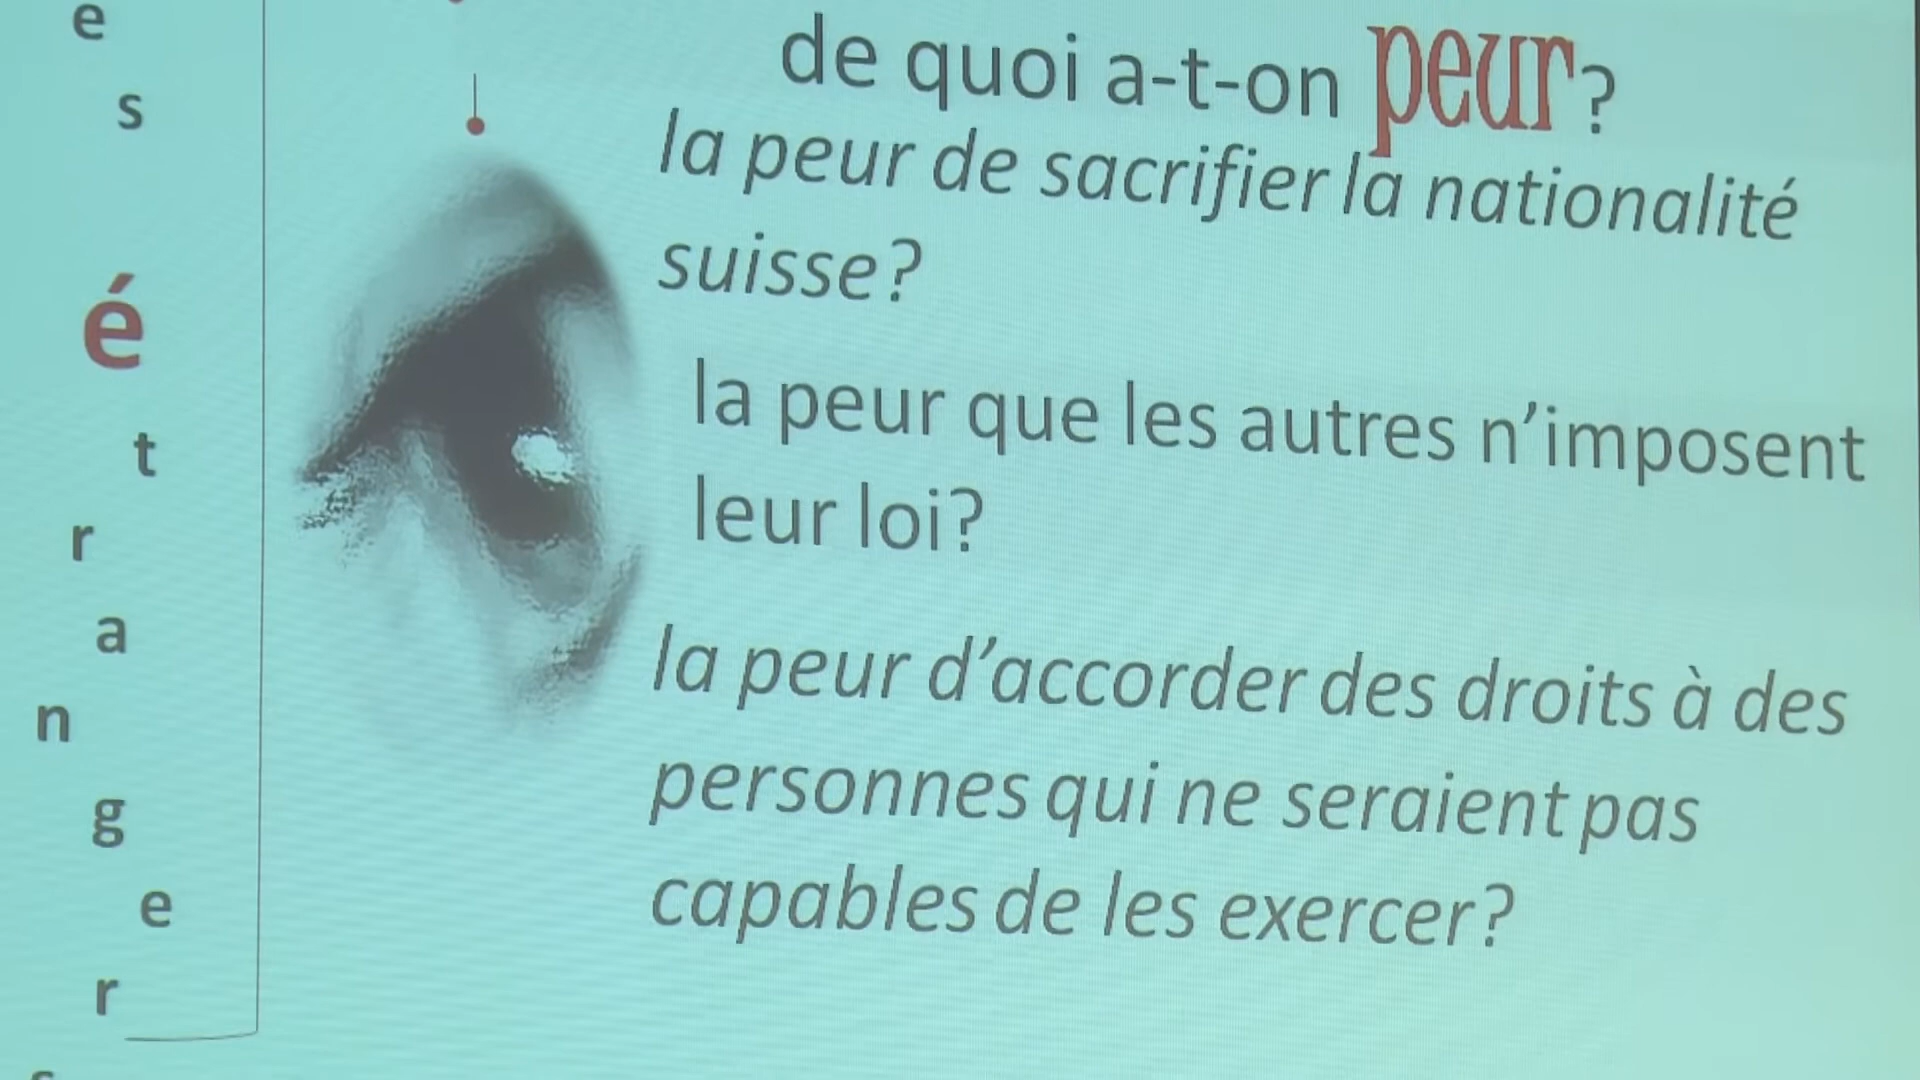 e
s
é
t
r
a
n
g
e
r
s
de quoi a-t-on peur?
la peur de sacrifier la nationalité
suisse?
la peur que les autres n’imposent
leur loi?
la peur d’accorder des droits à des
personnes qui ne seraient pas
capables de les exercer?